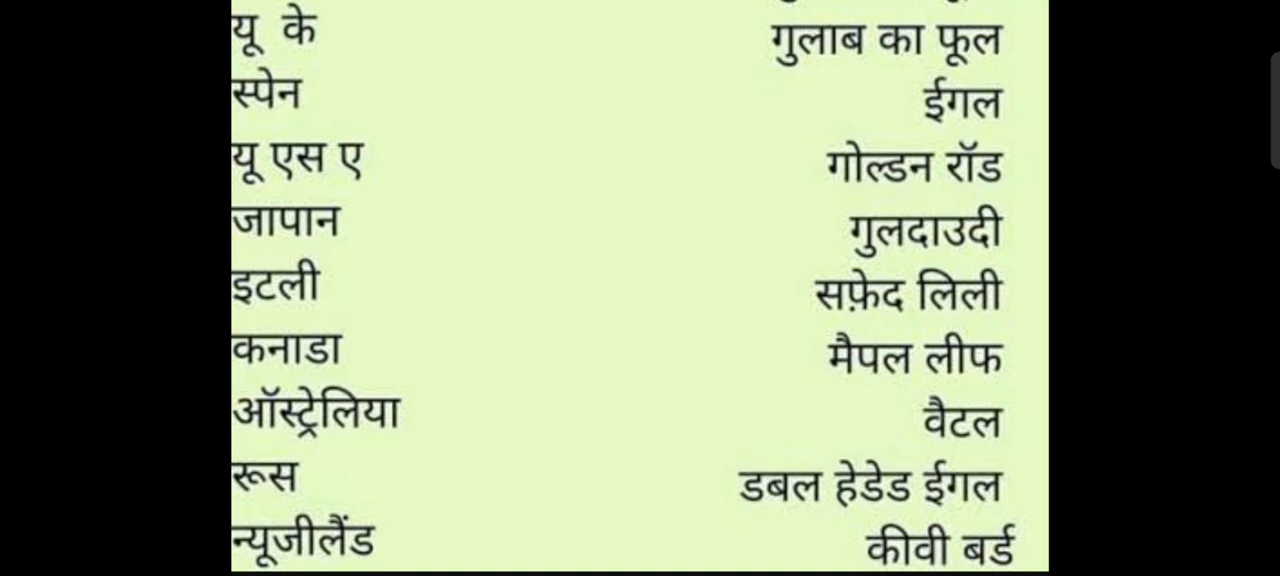 यू के गुलाब का फूल
स्पेन ईगल
यू एस ए गोल्डन रॉड
जापान गुलदाउदी
इटली सफ़ेद लिली
कनाडा मैपल लीफ
ऑस्ट्रेलिया वैटल
रूस डबल हेडेड ईगल
न्यूजीलैंड कीवी बर्ड